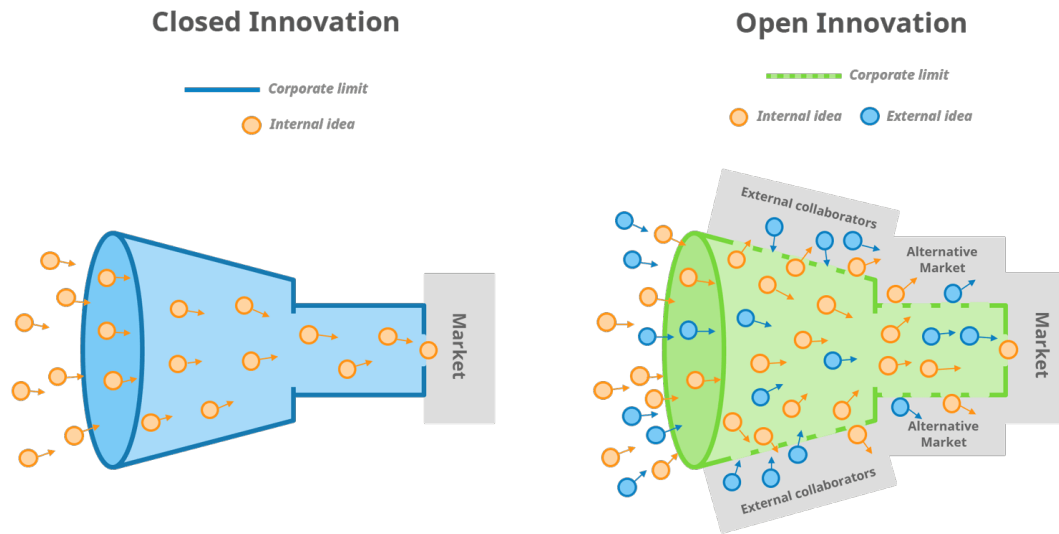 Closed Innovation
Corporate limit
Internal idea
Market
Open Innovation
Corporate limit
Internal idea
External idea
External collaborators
Alternative
Market
Market
Alternative
Market
External collaborators